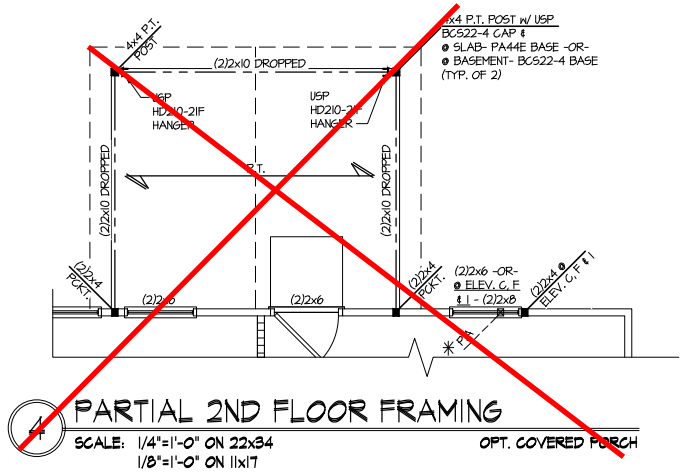 4x4 P.T.
POST
4x4 P.T. POST W/ USP
BCS22-4 CAP &
@ SLAB- PA44E BASE -OR-
@ BASEMENT- BCS22-4 BASE
(TYP. OF 2)
(2)2x10 DROPPED
USP
HD210-2IF
HANGER
USP
HD210-2IF
HANGER
(2)2x10 DROPPED
P.T.
(2)2x10 DROPPED
(2)2x4
PCKT.
(2)2x6
(2)2x6
(2)2x4
PCKT.
(2)2x6 -OR-
@ ELEV. C, F
& I - (2)2x8
(2)2x4 @
ELEV. C, F & I
4
PARTIAL 2ND FLOOR FRAMING
SCALE: 1/4"=1'-0" ON 22x34
1/8"=1'-0" ON 11x17
OPT. COVERED PORCH